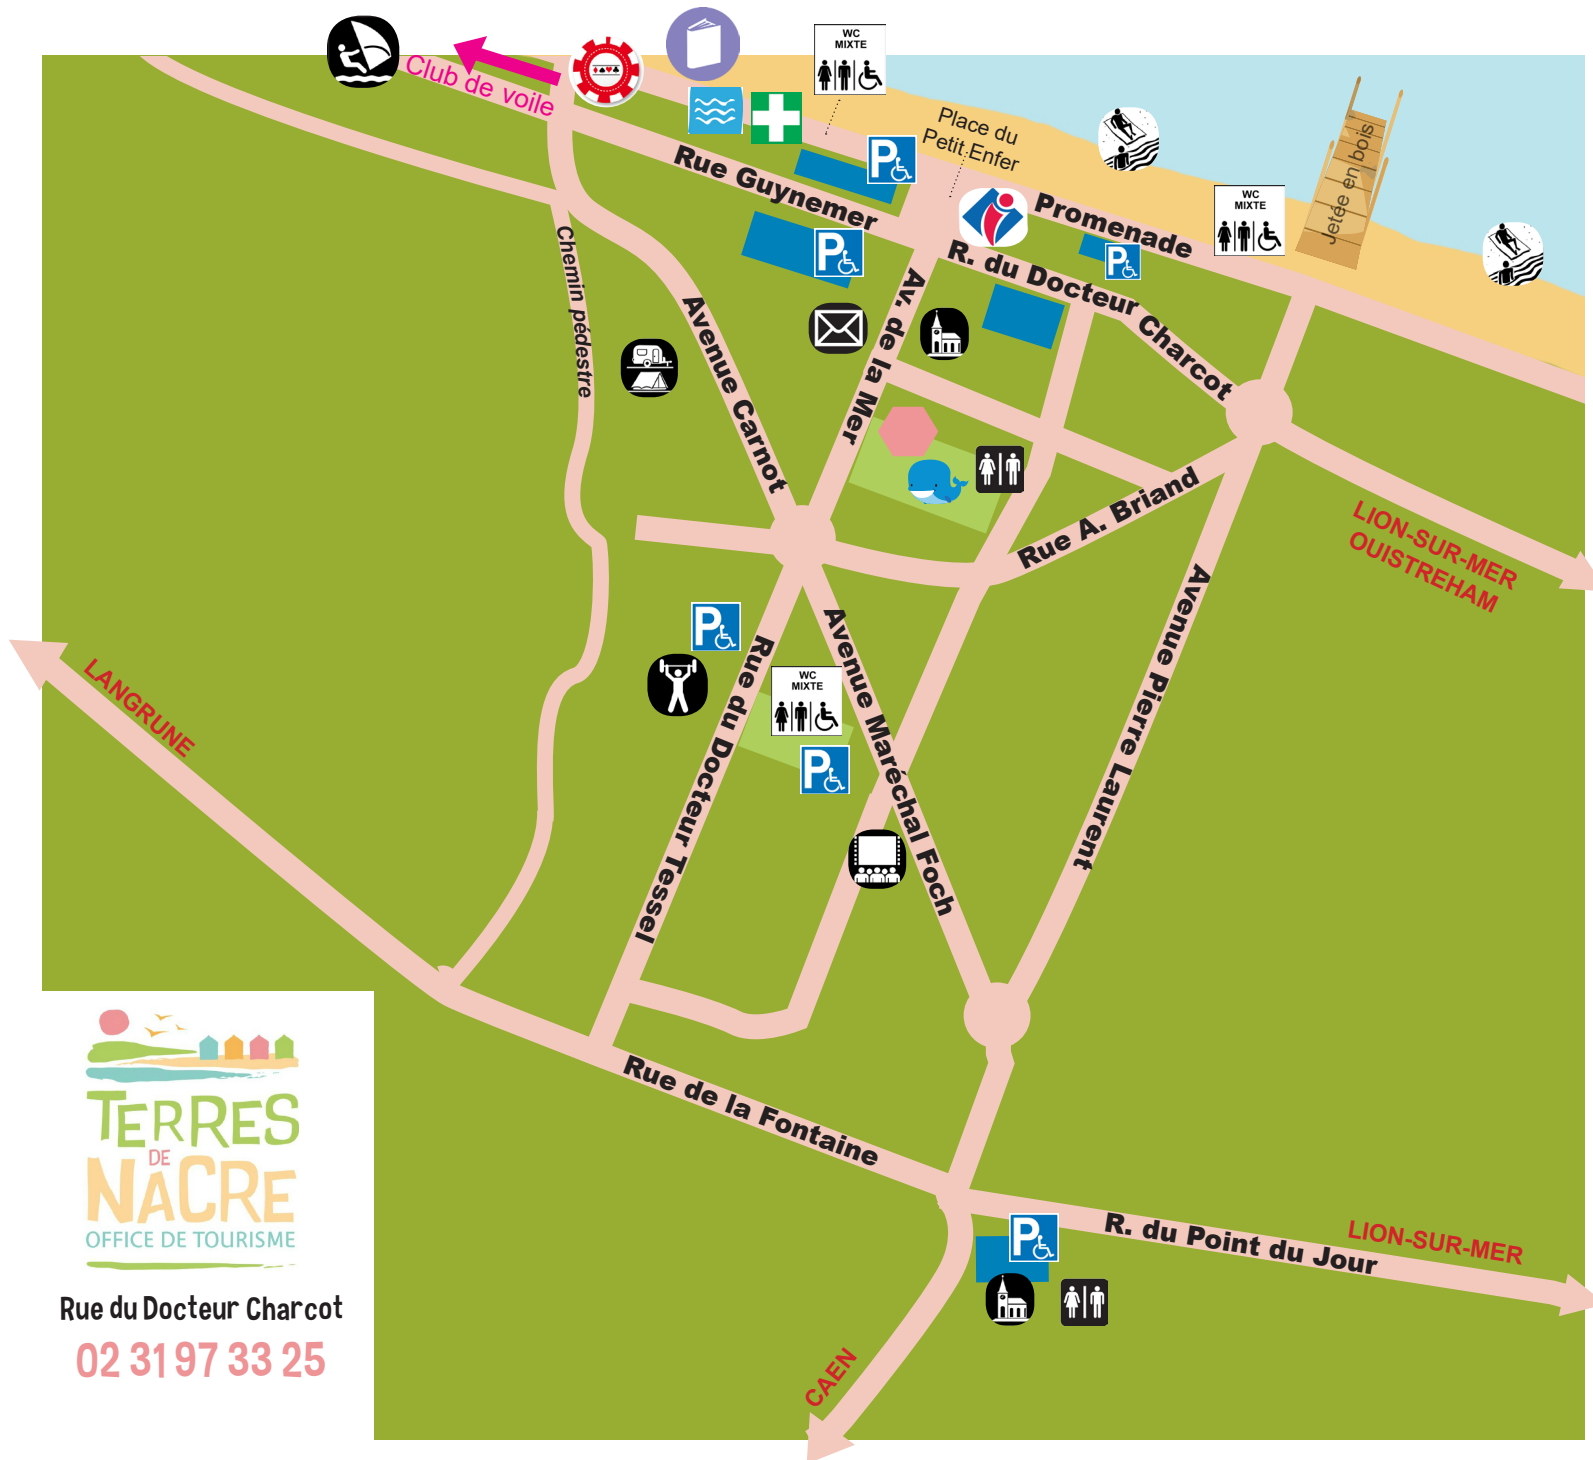 Club de voile
WC
MIXTE
Place du
Petit Enfer
Jetée en bois
Rue Guynemer
P
Promenade
WC
MIXTE
P
P
R. du Docteur Charcot
Chemin pédestre
Avenue Carnot
Av. de la Mer
Rue A. Briand
LION-SUR-MER
OUISTREHAM
Avenue Pierre Laurent
P
LANGRUNE
Rue du Docteur Tessel
WC
MIXTE
P
Avenue Maréchal Foch
Rue de la Fontaine
P
R. du Point du Jour
LION-SUR-MER
CAEN
TERRES
DE
NACRE
OFFICE DE TOURISME
Rue du Docteur Charcot
02 31 97 33 25